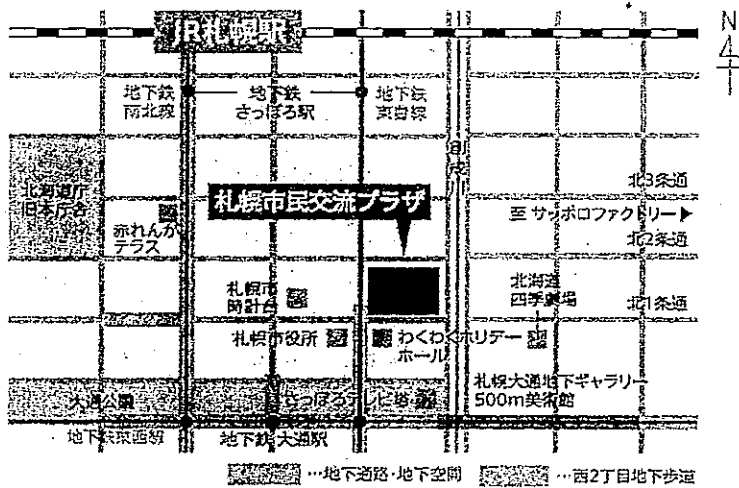 JR札幌駅
N
地下鉄
南北線
地下鉄
さっぽろ駅
地下鉄
東豊線
創成川
北海道庁
旧本庁舎
赤れんが
テラス
札幌市民交流プラザ
北3条通
至 サッポロファクトリー▶
北2条通
札幌市
時計台
北海道
四季劇場
北1条通
札幌市役所
わくわくホリデー
ホール
大通公園
さっぽろテレビ塔
札幌大通地下ギャラリー
500m美術館
地下鉄東西線
地下鉄 大通駅
…地下通路・地下空間
…西2丁目地下歩道